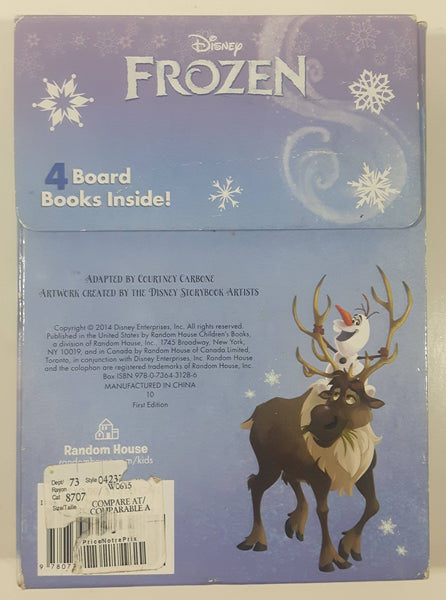 Disney
FROZEN
4 Board
Books Inside!
ADAPTED BY COURTNEY CARBONE
ARTWORK CREATED BY THE DISNEY STORYBOOK ARTISTS
Copyright © 2014 Disney Enterprises, Inc. All rights reserved.
Published in the United States by Random House Children's Books,
a division of Random House, Inc., 1745 Broadway, New York,
NY 10019, and in Canada by Random House of Canada Limited,
Toronto, in conjunction with Disney Enterprises, Inc. Random House
and the colophon are registered trademarks of Random House, Inc.
Box ISBN 978-0-7364-3128-6
MANUFACTURED IN CHINA
10
First Edition
Random House
/kids
Dept/ 73 Style
Rayon
Cat 8707
Size/Taille
COMPARE AT/
COMPARABLE A
Price Notre Prix
9 7807